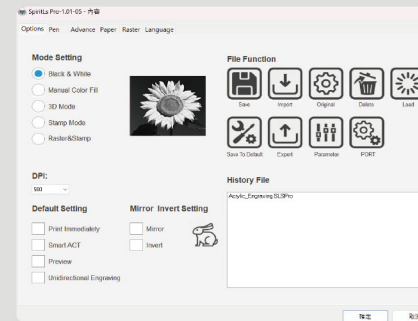 SpiritLs Pro-1.01-05 - 內容
Options Pen Advance Paper Raster Language
Mode Setting
Black & White
Manual Color Fill
3D Mode
Stamp Mode
Raster&Stamp
File Function
Save Import Original Delete Load
Save To Default Export Parameter PORT
DPI:
500
Default Setting
Print Immediately
Smart ACT
Preview
Unidirectional Engraving
Mirror Invert Setting
Mirror
Invert
History File
Acrylic_Engraving.SLSPro
確定